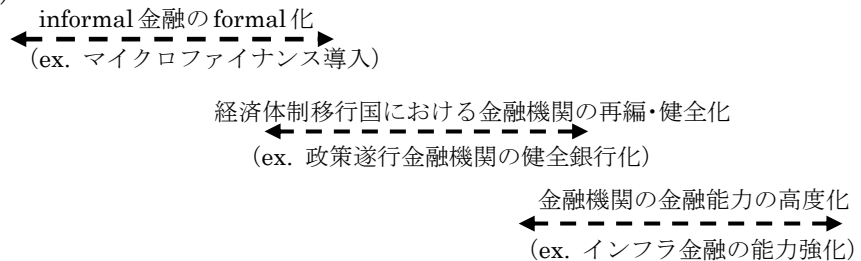 informal金融のformal化
(ex. マイクロファイナンス導入)
経済体制移行国における金融機関の再編・健全化
(ex. 政策遂行金融機関の健全銀行化)
金融機関の金融能力の高度化
(ex. インフラ金融の能力強化)